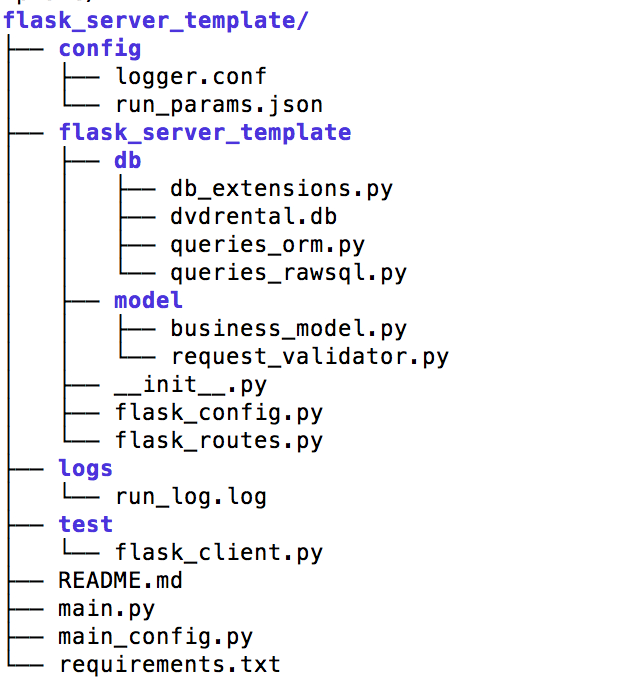 flask_server_template/
├── config
│   ├── logger.conf
│   └── run_params.json
├── flask_server_template
│   ├── db
│   │   ├── db_extensions.py
│   │   ├── dvdrental.db
│   │   ├── queries_orm.py
│   │   └── queries_rawsql.py
│   ├── model
│   │   ├── business_model.py
│   │   └── request_validator.py
│   ├── __init__.py
│   ├── flask_config.py
│   └── flask_routes.py
├── logs
│   └── run_log.log
├── test
│   └── flask_client.py
├── README.md
├── main.py
├── main_config.py
└── requirements.txt